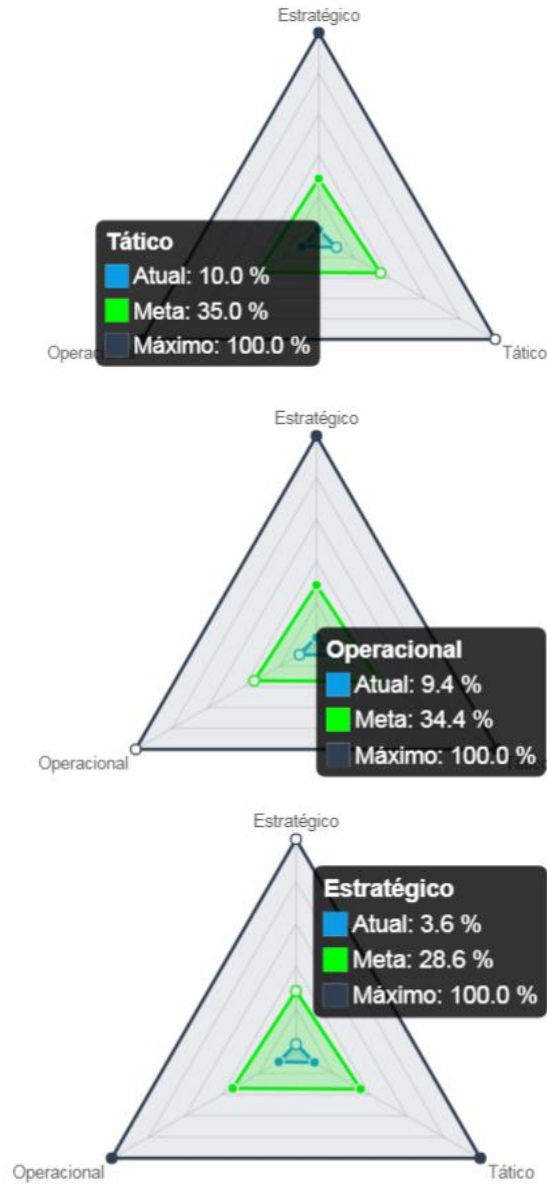 Estratégico
Tático
Atual: 10.0 %
Meta: 35.0 %
Máximo: 100.0 %
Tático
Estratégico
Operacional
Atual: 9.4 %
Meta: 34.4 %
Máximo: 100.0 %
Operacional
Estratégico
Estratégico
Atual: 3.6 %
Meta: 28.6 %
Máximo: 100.0 %
Operacional
Tático